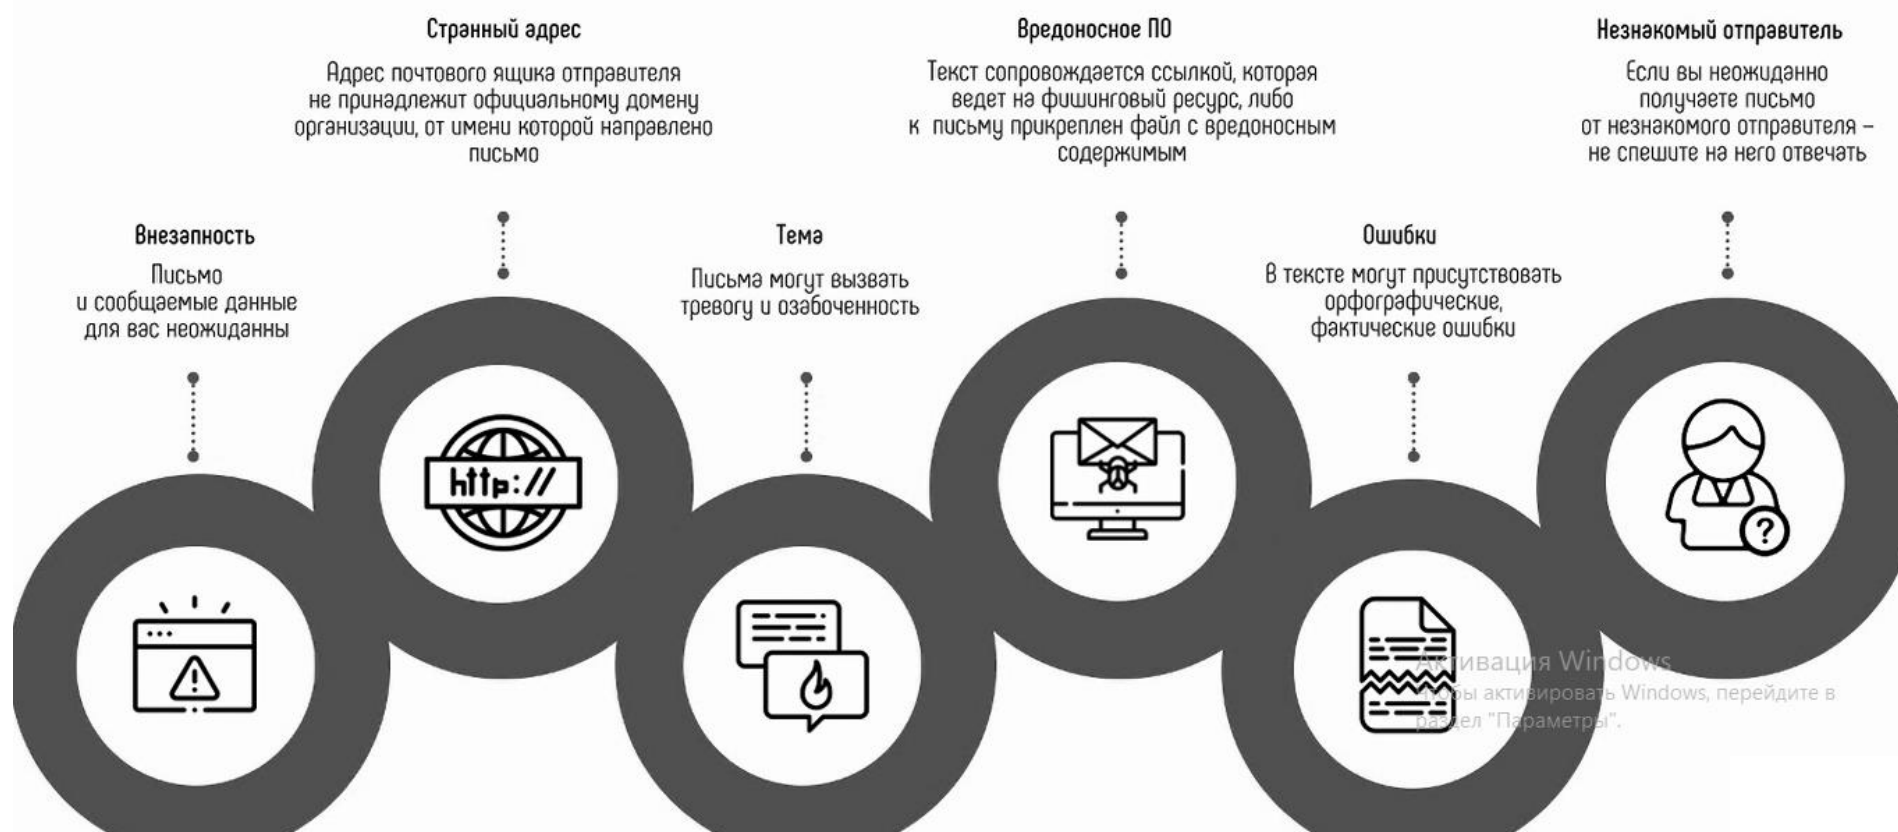 Странный адрес
Адрес почтового ящика отправителя
не принадлежит официальному домену
организации, от имени которой направлено
письмо
Вредоносное ПО
Текст сопровождается ссылкой, которая
ведет на фишинговый ресурс, либо
к письму прикреплен файл с вредоносным
содержимым
Незнакомый отправитель
Если вы неожиданно
получаете письмо
от незнакомого отправителя –
не спешите на него отвечать
Внезапность
Письмо
и сообщаемые данные
для вас неожиданны
Тема
Письма могут вызвать
тревогу и озабоченность
Ошибки
В тексте могут присутствовать
орфографические,
фактические ошибки
http://
?
Активация Windows
Чтобы активировать Windows, перейдите в
раздел "Параметры".